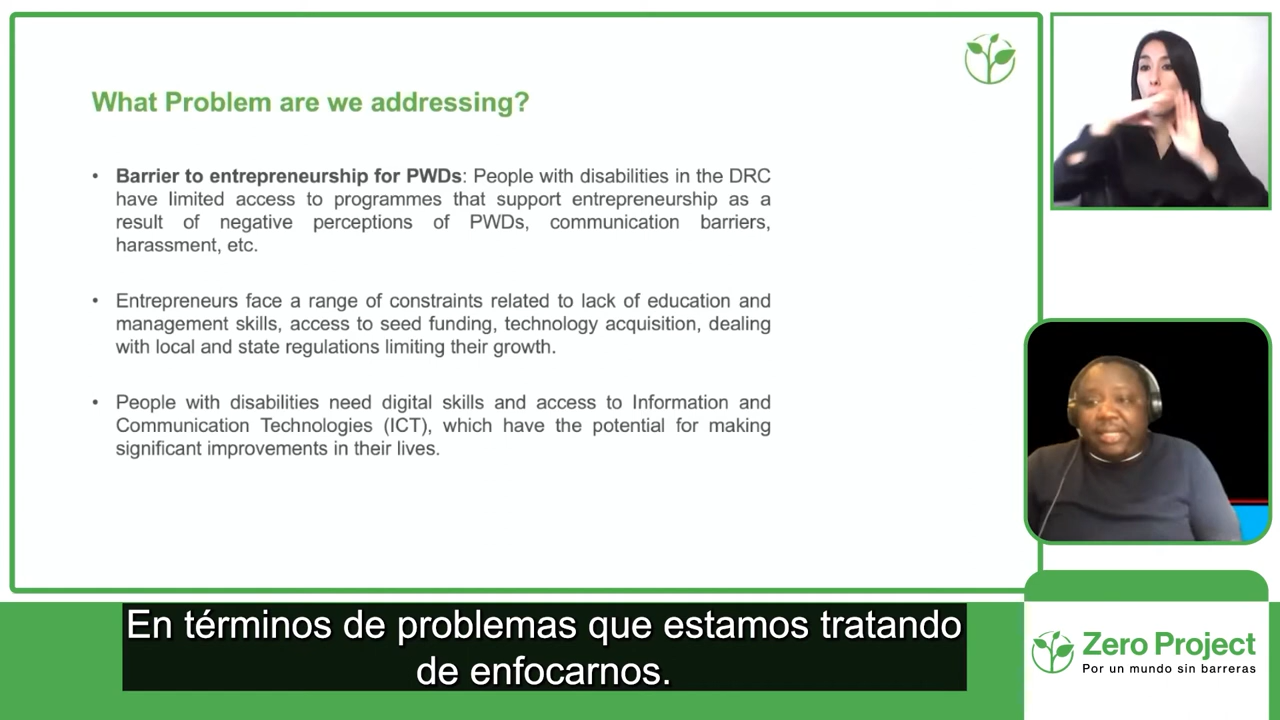 What Problem are we addressing?
• Barrier to entrepreneurship for PWDs: People with disabilities in the DRC
have limited access to programmes that support entrepreneurship as a
result of negative perceptions of PWDs, communication barriers,
harassment, etc.
• Entrepreneurs face a range of constraints related to lack of education and
management skills, access to seed funding, technology acquisition, dealing
with local and state regulations limiting their growth.
• People with disabilities need digital skills and access to Information and
Communication Technologies (ICT), which have the potential for making
significant improvements in their lives.
En términos de problemas que estamos tratando
de enfocarnos.
Zero Project
Por un mundo sin barreras